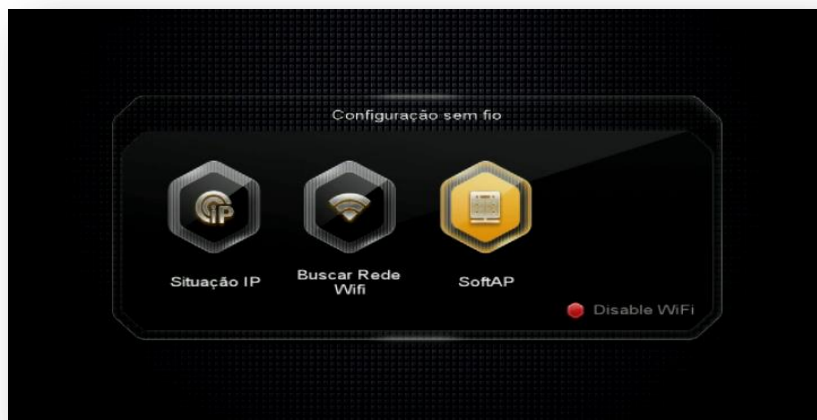 Configuração sem fio
iP
Situação IP
Buscar Rede
Wifi
SoftAP
Disable WiFi